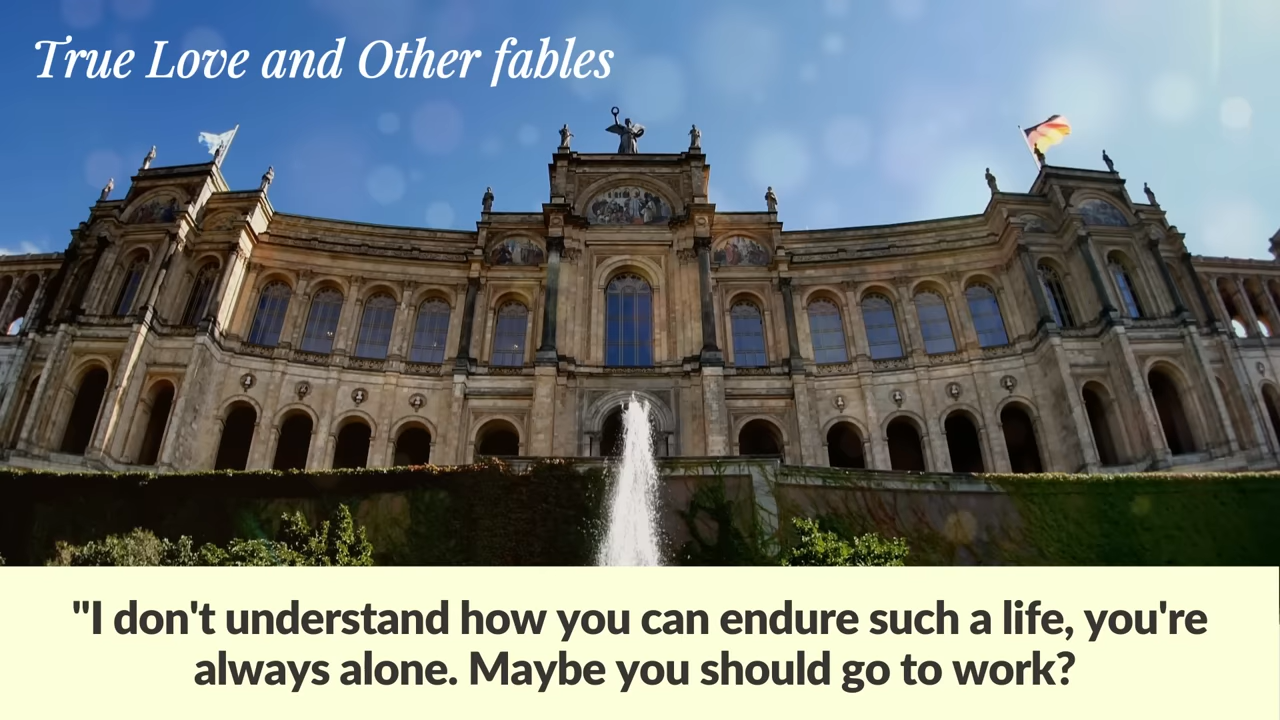 True Love and Other fables
"I don't understand how you can endure such a life, you're
always alone. Maybe you should go to work?